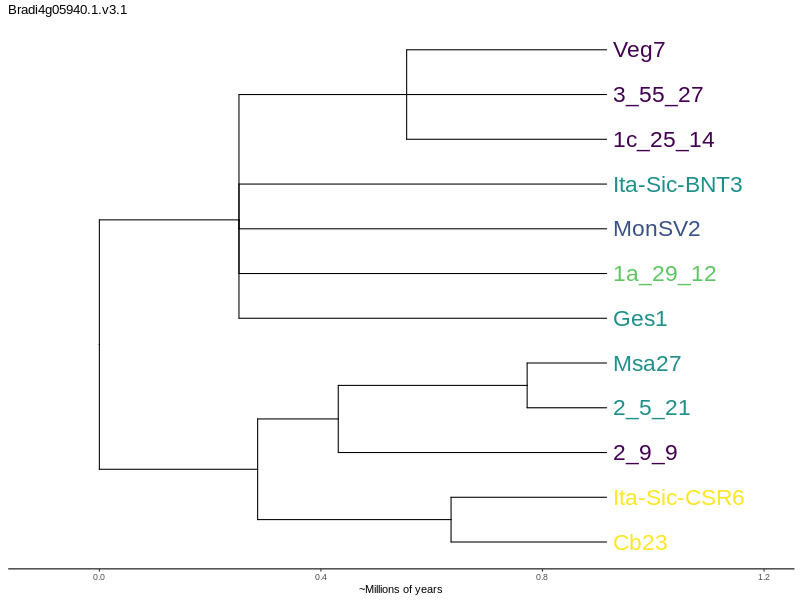 Bradi4g05940.1.v3.1
Veg7
3_55_27
1c_25_14
Ita-Sic-BNT3
MonSV2
1a_29_12
Ges1
Msa27
2_5_21
2_9_9
Ita-Sic-CSR6
Cb23
0.0 0.4 0.8 1.2
~Millions of years